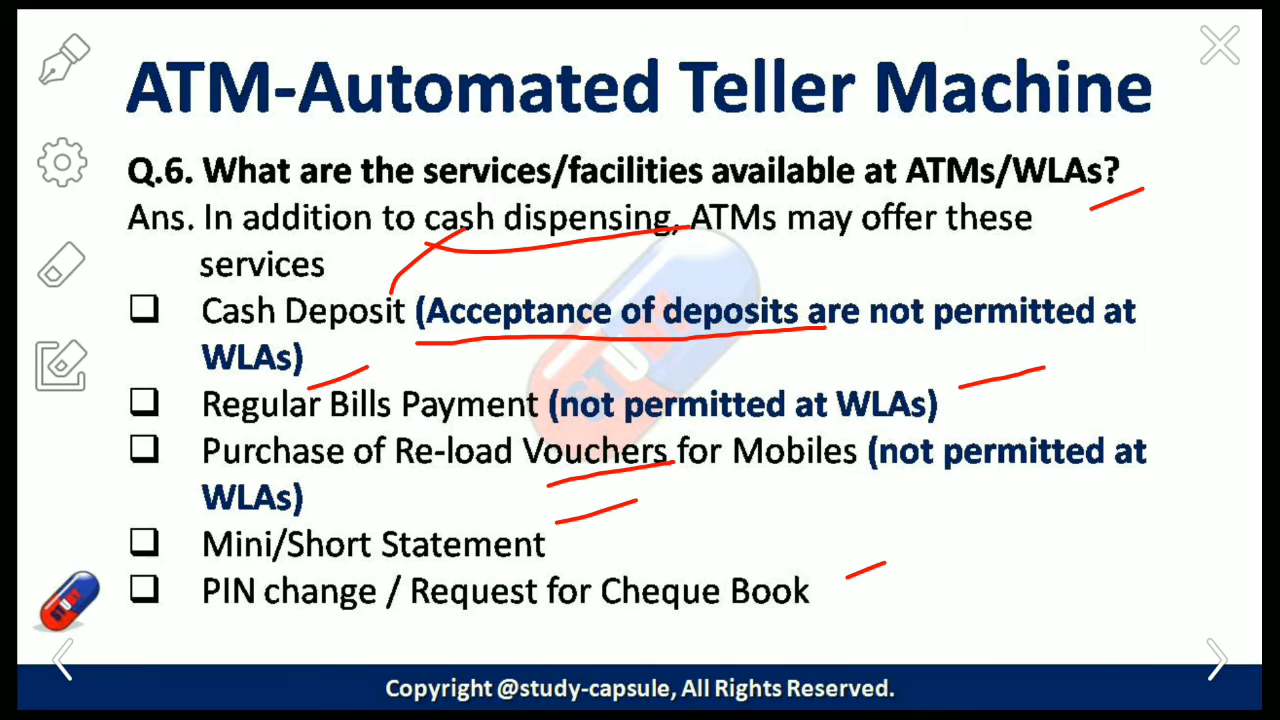 ATM-Automated Teller Machine
Q.6. What are the services/facilities available at ATMs/WLAs?
Ans. In addition to cash dispensing, ATMs may offer these
services
❑ Cash Deposit (Acceptance of deposits are not permitted at
WLAs)
❑ Regular Bills Payment (not permitted at WLAs)
❑ Purchase of Re-load Vouchers for Mobiles (not permitted at
WLAs)
❑ Mini/Short Statement
❑ PIN change / Request for Cheque Book
STUDY
Copyright @study-capsule, All Rights Reserved.